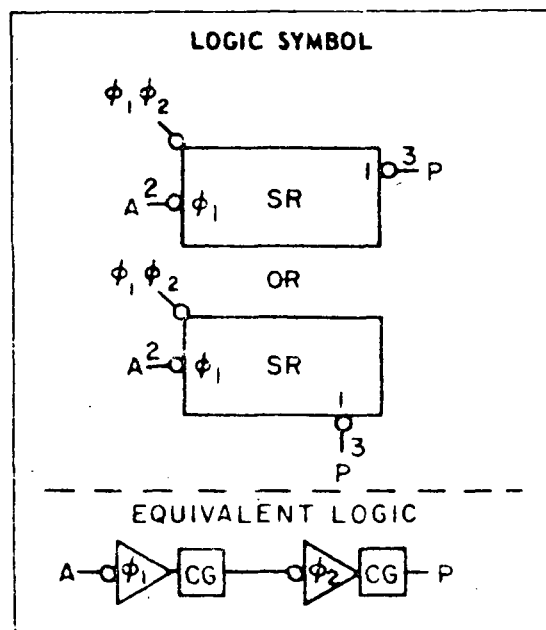 LOGIC SYMBOL
ϕ₁ ϕ₂
A 2 ϕ₁ SR 1 3 P
OR
ϕ₁ ϕ₂
A 2 ϕ₁ SR
1
3
P
EQUIVALENT LOGIC
A ϕ₁ CG ϕ₂ CG P